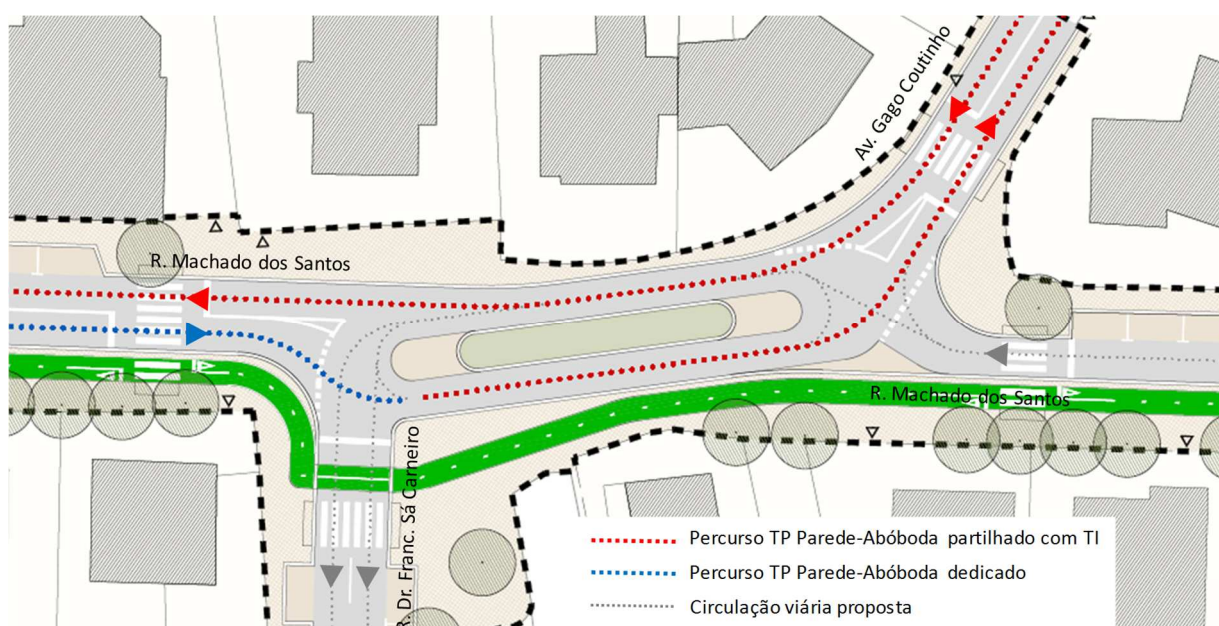 Av. Gago Coutinho
R. Machado dos Santos
R. Machado dos Santos
R. Dr. Franc. Sá Carneiro
Percurso TP Parede-Abóboda partilhado com TI
Percurso TP Parede-Abóboda dedicado
Circulação viária proposta